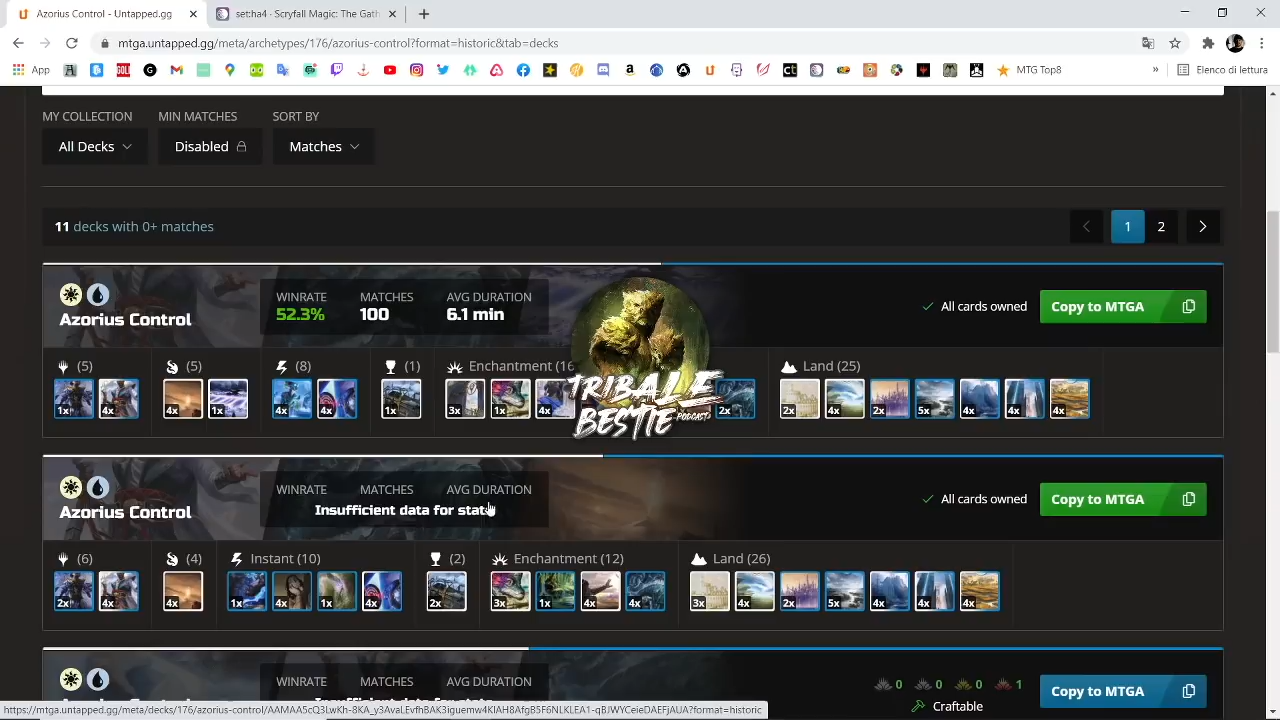 Azorius Control - Untapped.gg
set:ha4 - Scryfall Magic: The Gath
mtga.untapped.gg/meta/archetypes/176/azorius-control?format=historic&tab=decks
App
MTG Top8
» Elenco di lettura
MY COLLECTION MIN MATCHES SORT BY
All Decks Disabled Matches
11 decks with 0+ matches
1 2
WINRATE MATCHES AVG DURATION
52.3% 100 6.1 min
Azorius Control
All cards owned
Copy to MTGA
(5) (5) (8) (1) Enchantment (16 Land (25)
1x 4x 4x 1x 4x 4x 1x 3x 1x 4x 2x 2x 4x 2x 5x 4x 4x 4x
TRIBALE
BESTIE PODCAST
WINRATE MATCHES AVG DURATION
Insufficient data for stats
Azorius Control
All cards owned
Copy to MTGA
(6) (4) Instant (10) (2) Enchantment (12) Land (26)
2x 4x 4x 1x 4x 1x 4x 2x 3x 1x 4x 4x 3x 4x 2x 5x 4x 4x 4x
WINRATE MATCHES AVG DURATION
0 0 0 1
Craftable
Copy to MTGA